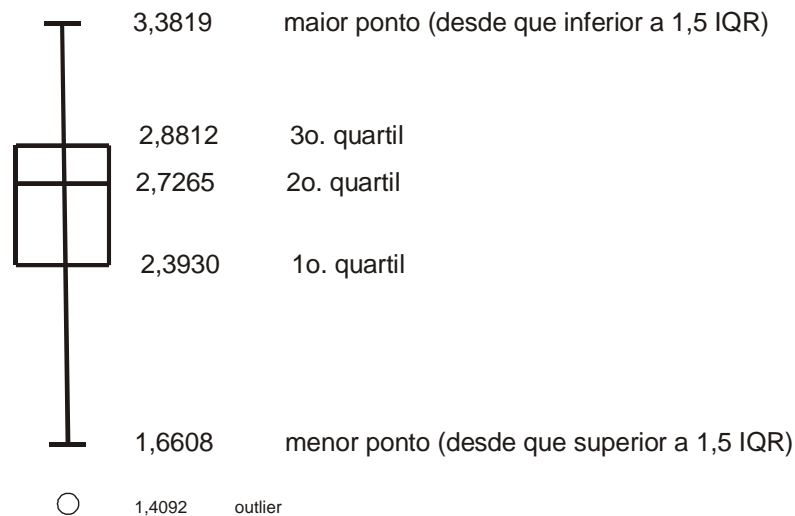 3,3819 maior ponto (desde que inferior a 1,5 IQR)
2,8812 3o. quartil
2,7265 2o. quartil
2,3930 1o. quartil
1,6608 menor ponto (desde que superior a 1,5 IQR)
1,4092 outlier